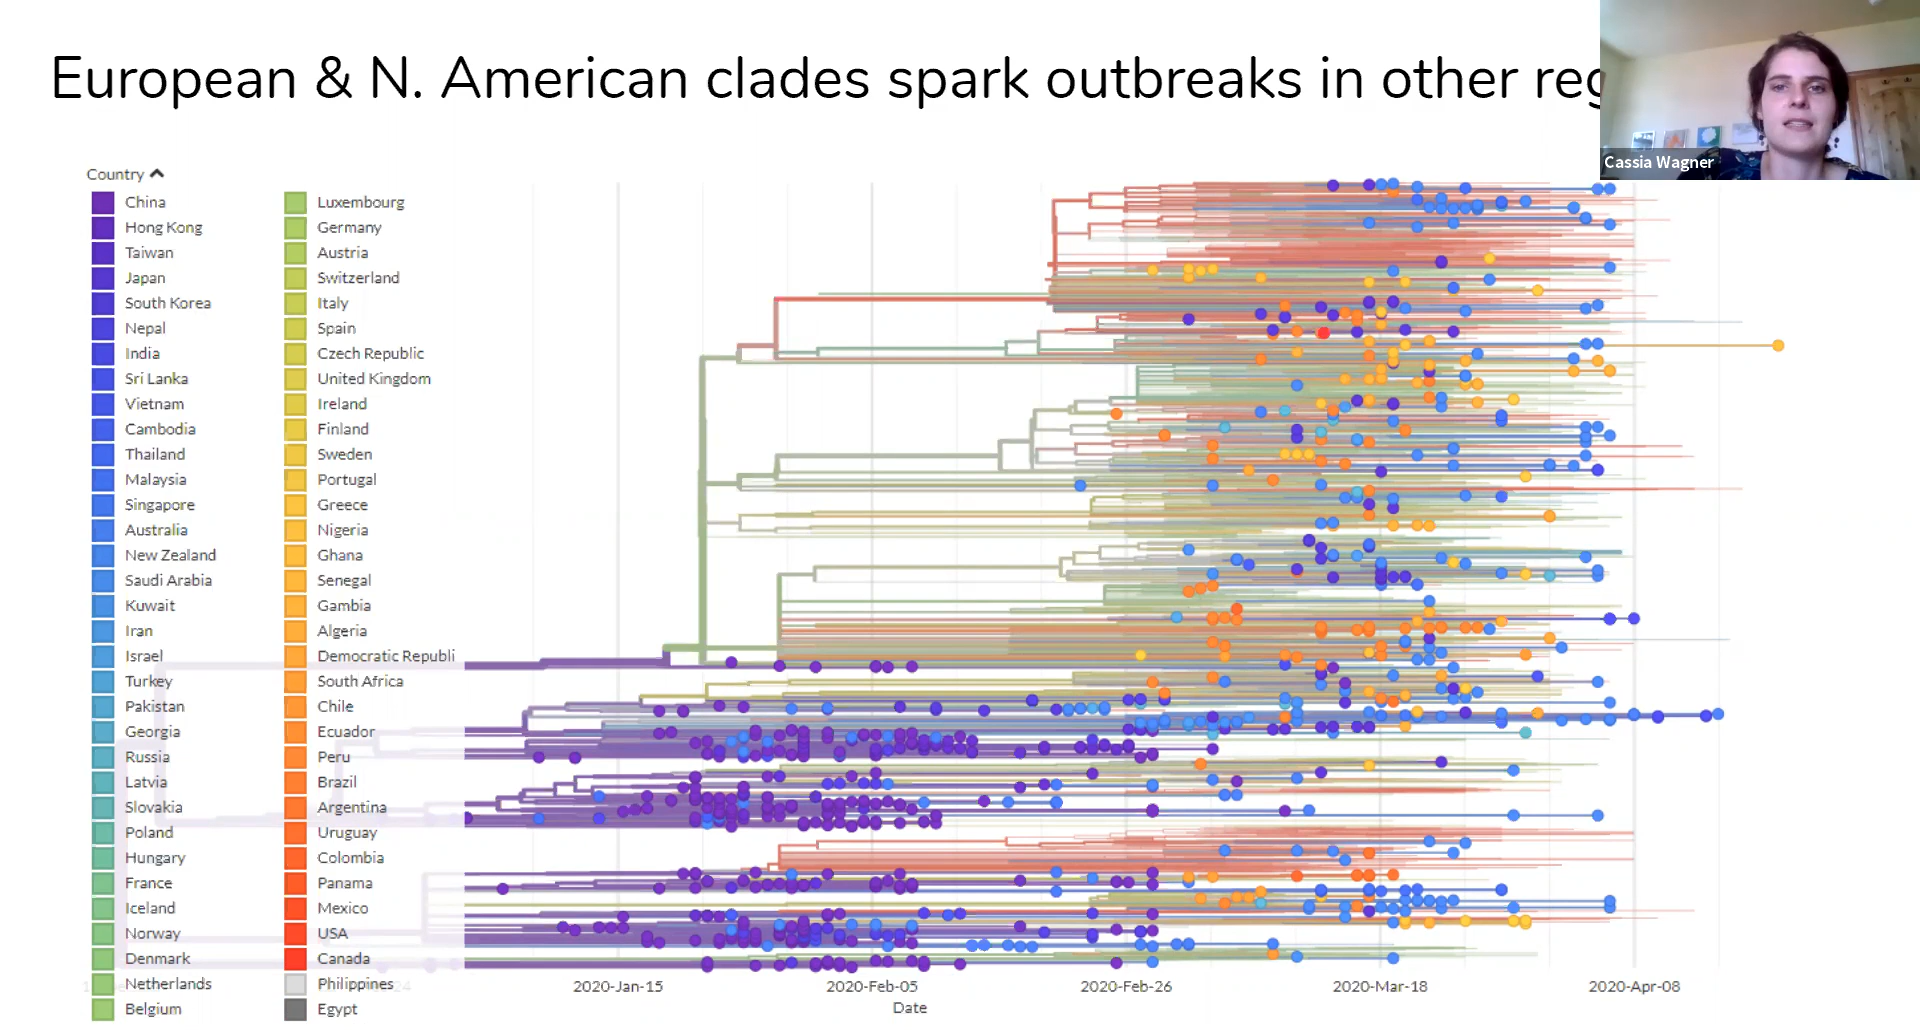 European & N. American clades spark outbreaks in other reg
Cassia Wagner
Country
China
Hong Kong
Taiwan
Japan
South Korea
Nepal
India
Sri Lanka
Vietnam
Cambodia
Thailand
Malaysia
Singapore
Australia
New Zealand
Saudi Arabia
Kuwait
Iran
Israel
Turkey
Pakistan
Georgia
Russia
Latvia
Slovakia
Poland
Hungary
France
Iceland
Norway
Denmark
Netherlands
Belgium
Luxembourg
Germany
Austria
Switzerland
Italy
Spain
Czech Republic
United Kingdom
Ireland
Finland
Sweden
Portugal
Greece
Nigeria
Ghana
Senegal
Gambia
Algeria
Democratic Republi
South Africa
Chile
Ecuador
Peru
Brazil
Argentina
Uruguay
Colombia
Panama
Mexico
USA
Canada
Philippines
Egypt
2020-Jan-15
2020-Feb-05
2020-Feb-26
2020-Mar-18
2020-Apr-08
Date